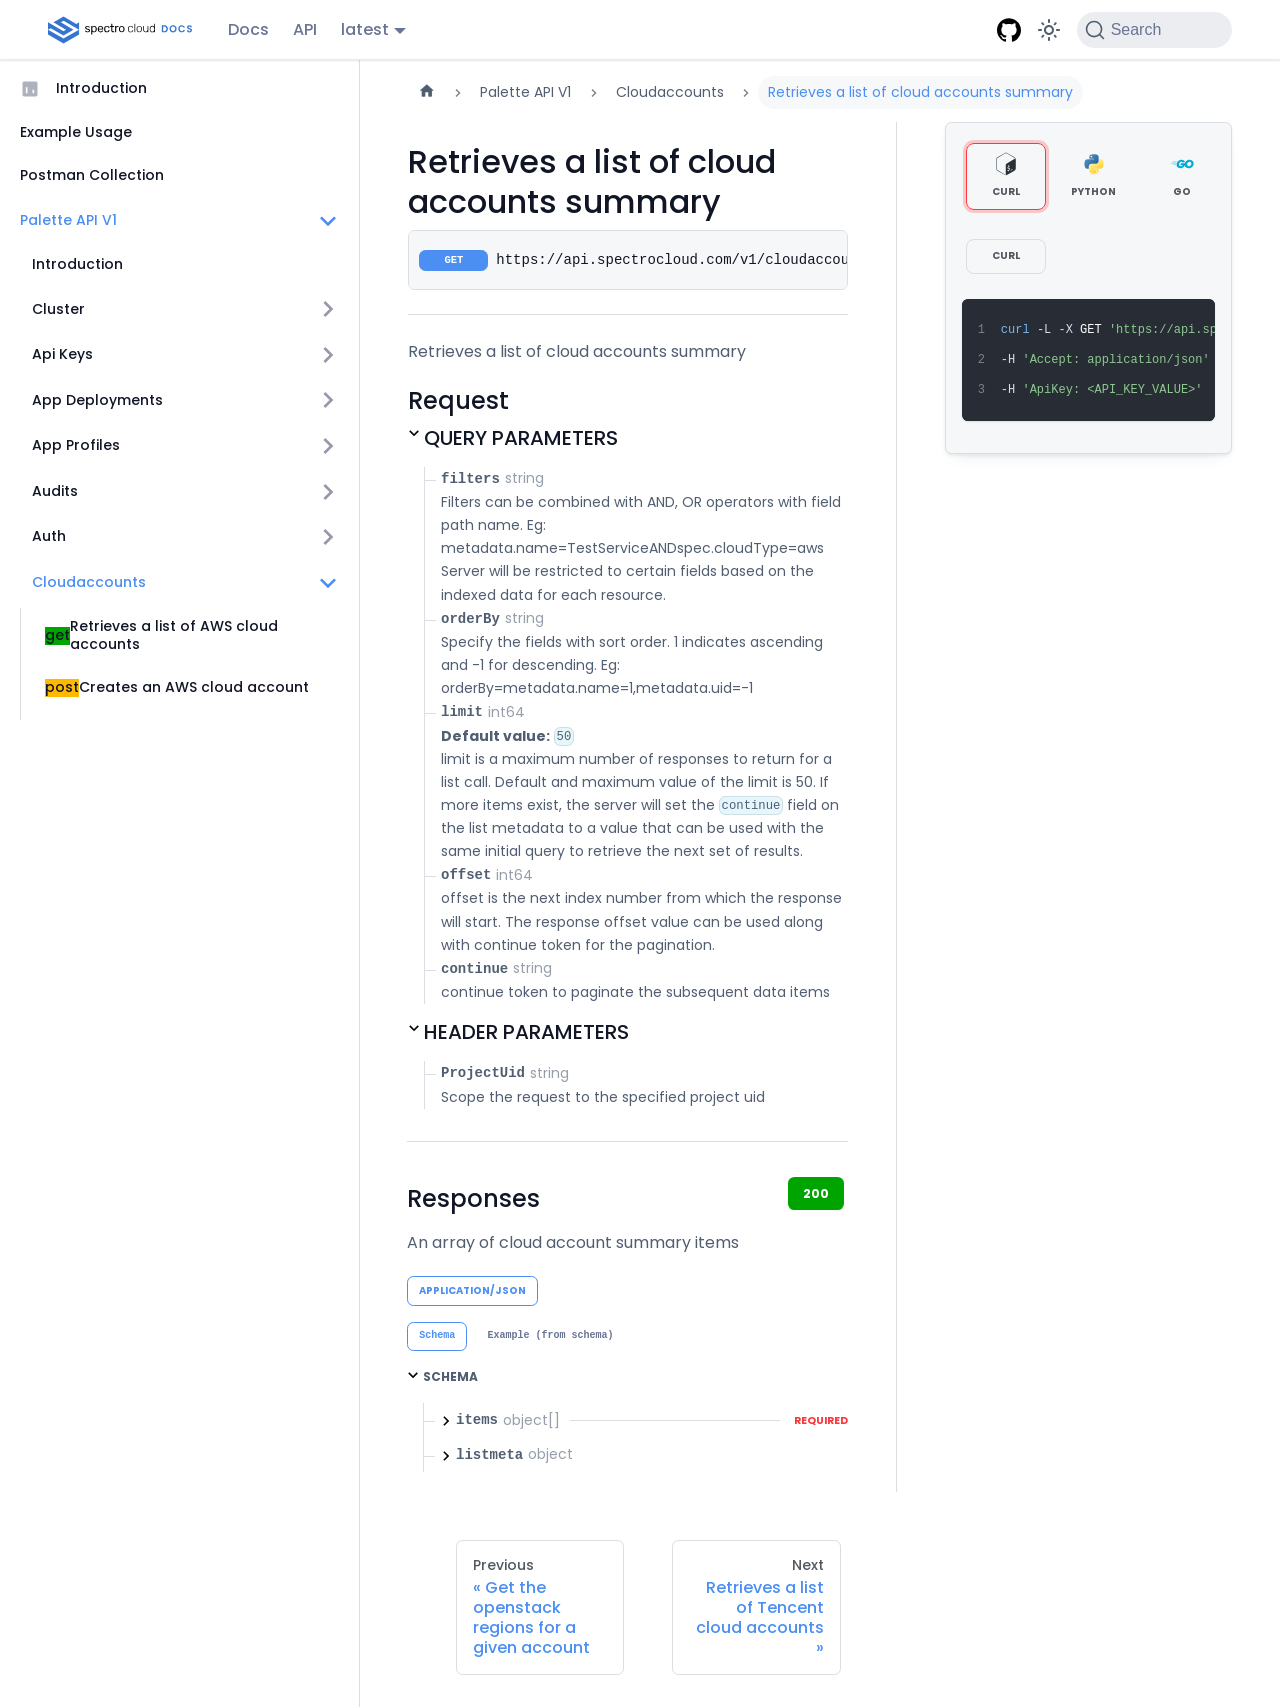 spectro cloud DOCS
Docs
API
latest
Search
Introduction
Example Usage
Postman Collection
Palette API V1
Introduction
Cluster
Api Keys
App Deployments
App Profiles
Audits
Auth
Cloudaccounts
get Retrieves a list of AWS cloud
accounts
post Creates an AWS cloud account
Palette API V1
Cloudaccounts
Retrieves a list of cloud accounts summary
Retrieves a list of cloud
accounts summary
GET https://api.spectrocloud.com/v1/cloudaccou
Retrieves a list of cloud accounts summary
Request
QUERY PARAMETERS
filters string
Filters can be combined with AND, OR operators with field
path name. Eg:
metadata.name=TestServiceANDspec.cloudType=aws
Server will be restricted to certain fields based on the
indexed data for each resource.
orderBy string
Specify the fields with sort order. 1 indicates ascending
and -1 for descending. Eg:
orderBy=metadata.name=1,metadata.uid=-1
limit int64
Default value: 50
limit is a maximum number of responses to return for a
list call. Default and maximum value of the limit is 50. If
more items exist, the server will set the continue field on
the list metadata to a value that can be used with the
same initial query to retrieve the next set of results.
offset int64
offset is the next index number from which the response
will start. The response offset value can be used along
with continue token for the pagination.
continue string
continue token to paginate the subsequent data items
HEADER PARAMETERS
ProjectUid string
Scope the request to the specified project uid
Responses
200
An array of cloud account summary items
APPLICATION/JSON
Schema
Example (from schema)
SCHEMA
items object[] REQUIRED
listmeta object
Previous
« Get the
openstack
regions for a
given account
Next
Retrieves a list
of Tencent
cloud accounts
»
CURL
PYTHON
GO
CURL
1 curl -L -X GET 'https://api.sp
2 -H 'Accept: application/json'
3 -H 'ApiKey: <API_KEY_VALUE>'